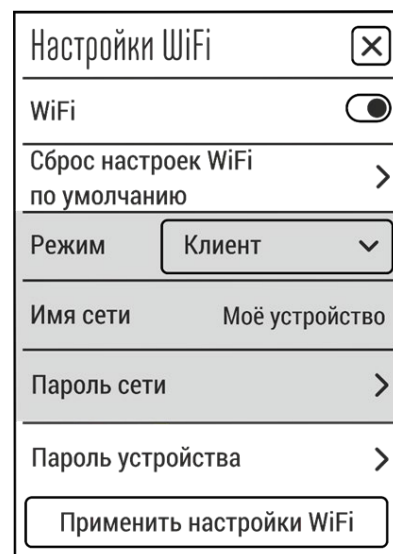 Настройки WiFi
WiFi
Сброс настроек WiFi
по умолчанию
Режим Клиент
Имя сети Моё устройство
Пароль сети
Пароль устройства
Применить настройки WiFi